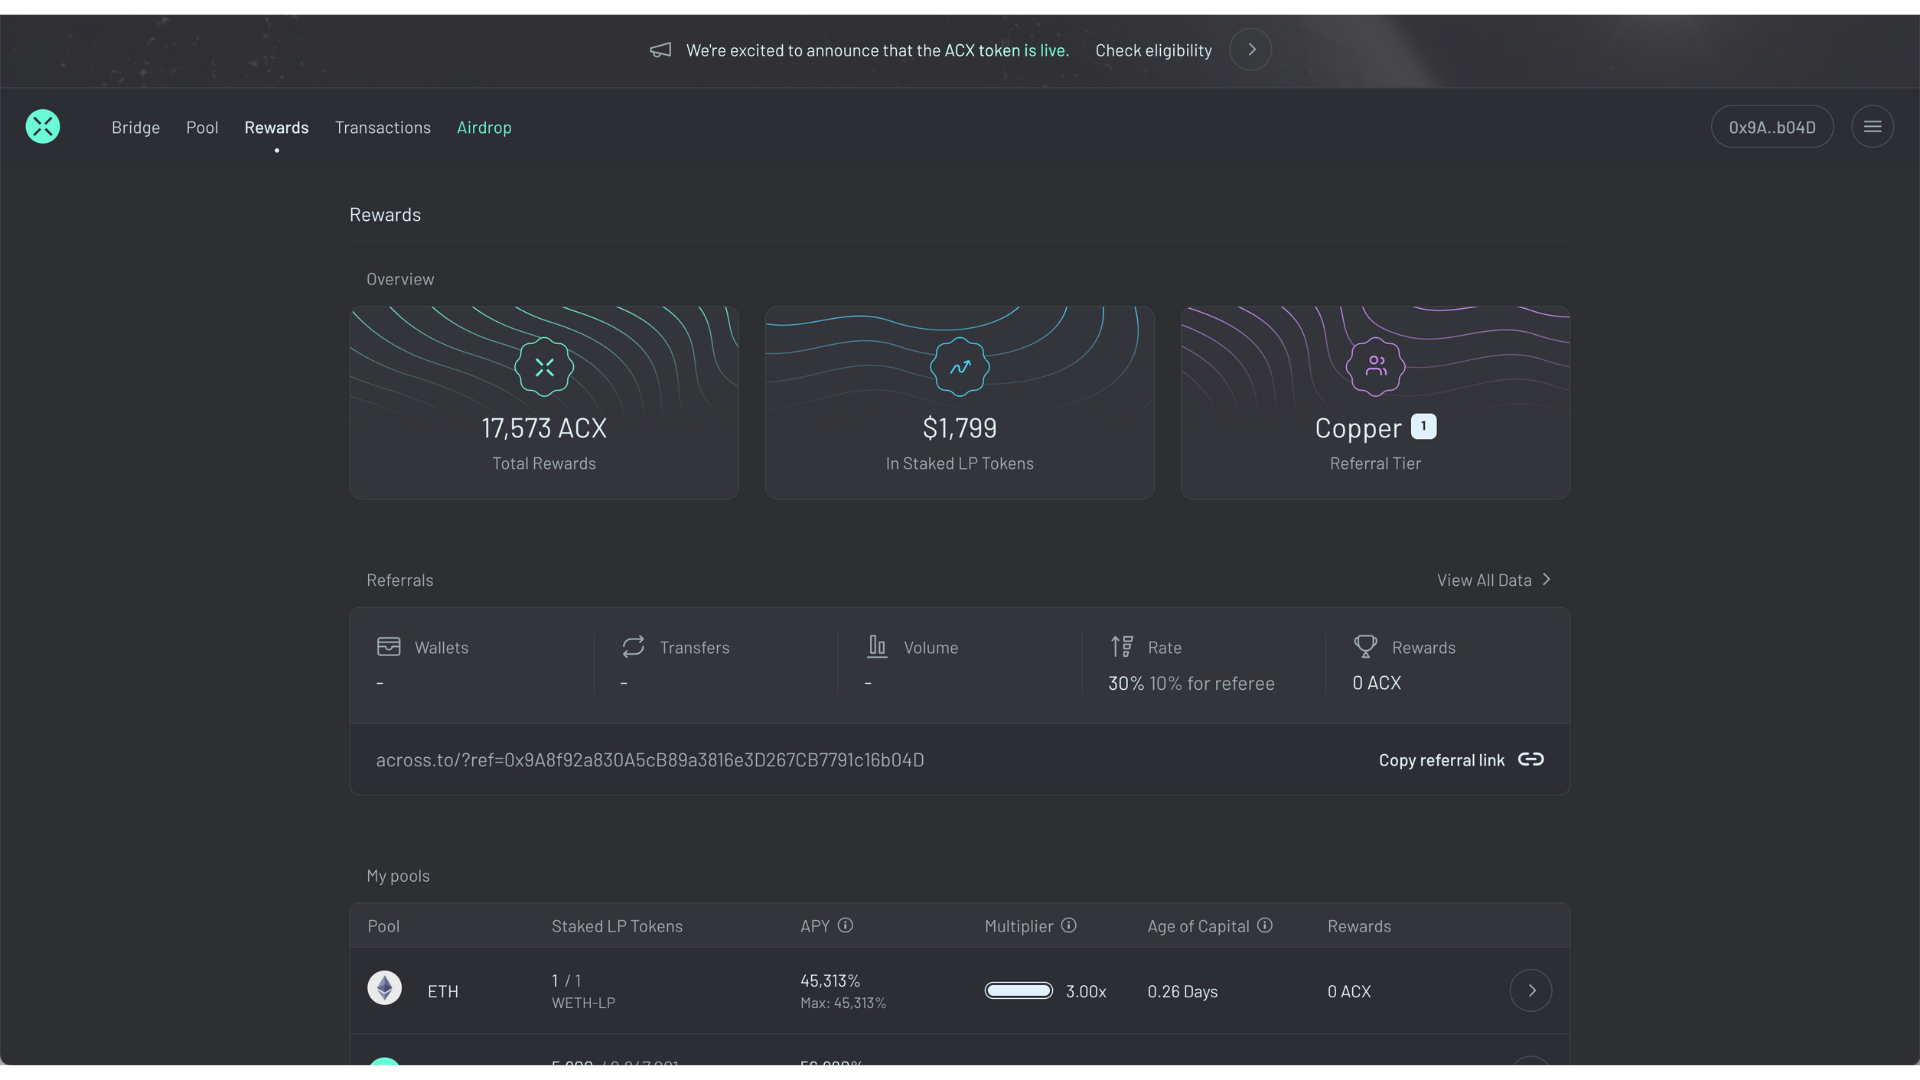 We're excited to announce that the ACX token is live. Check eligibility
Bridge Pool Rewards Transactions Airdrop 0x9A..b04D
Rewards
Overview
17,573 ACX
Total Rewards
$1,799
In Staked LP Tokens
Copper 1
Referral Tier
Referrals View All Data
Wallets Transfers Volume Rate Rewards
- - - 30% 10% for referee 0 ACX
across.to/?ref=0x9A8f92a830A5cB89a3816e3D267CB7791c16b04D Copy referral link
My pools
Pool Staked LP Tokens APY Multiplier Age of Capital Rewards
ETH 1 / 1 45,313% 3.00x 0.26 Days 0 ACX
WETH-LP Max: 45,313%